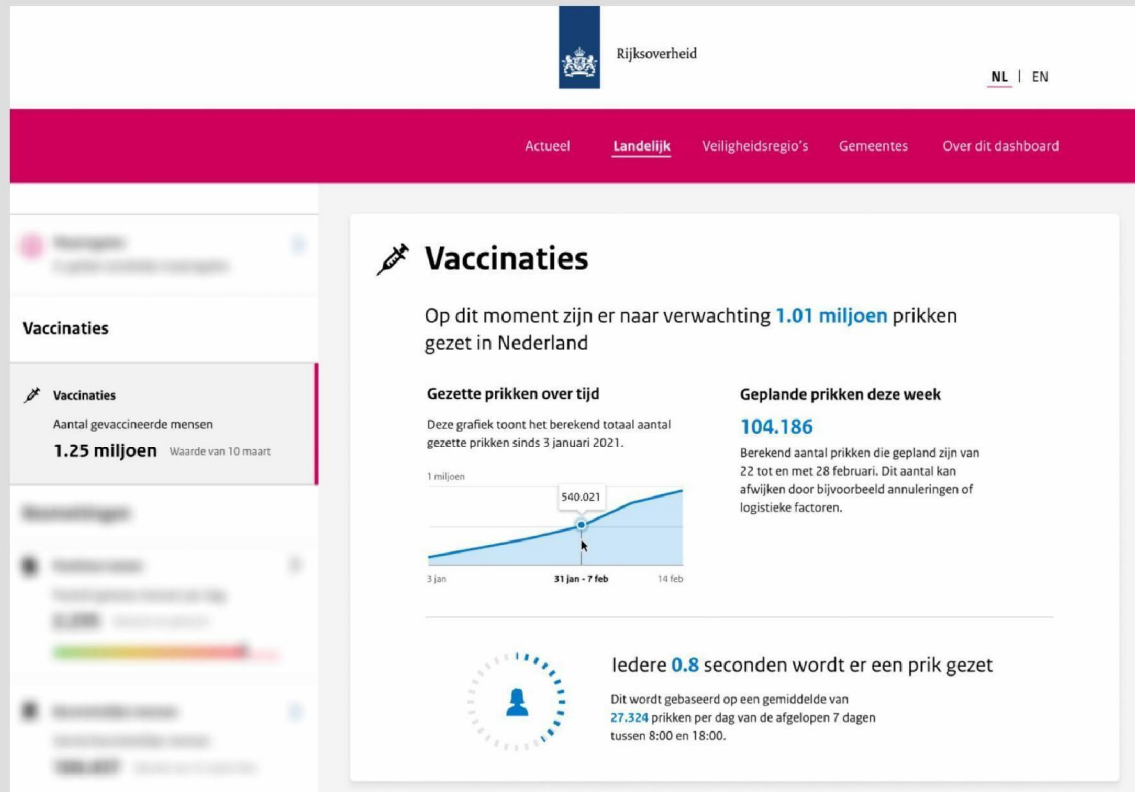 Rijksoverheid
NL | EN
Actueel Landelijk Veiligheidsregio's Gemeentes Over dit dashboard
Vaccinaties
Vaccinaties
Aantal gevaccineerde mensen
1.25 miljoen Waarde van 10 maart
Vaccinaties
Op dit moment zijn er naar verwachting 1.01 miljoen prikken
gezet in Nederland
Gezette prikken over tijd
Deze grafiek toont het berekend totaal aantal
gezette prikken sinds 3 januari 2021.
1 miljoen
540.021
3 jan 31 jan - 7 feb 14 feb
Geplande prikken deze week
104.186
Berekend aantal prikken die gepland zijn van
22 tot en met 28 februari. Dit aantal kan
afwijken door bijvoorbeeld annuleringen of
logistieke factoren.
Iedere 0.8 seconden wordt er een prik gezet
Dit wordt gebaseerd op een gemiddelde van
27.324 prikken per dag van de afgelopen 7 dagen
tussen 8:00 en 18:00.